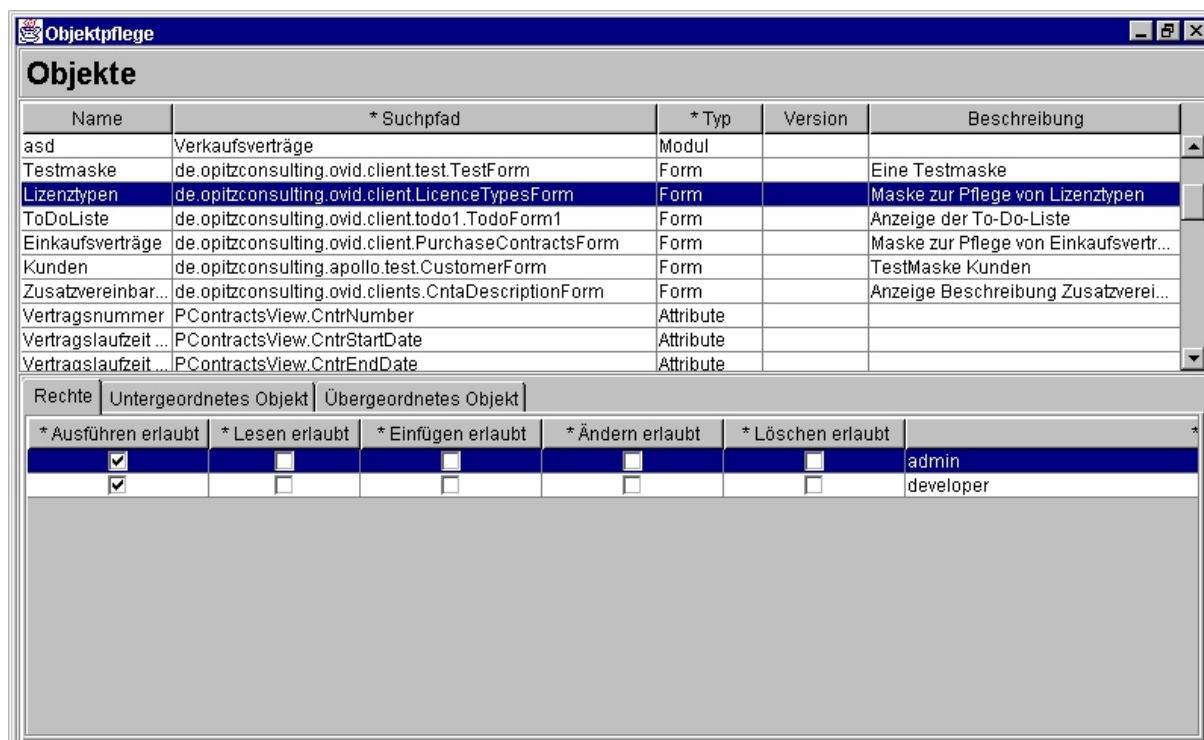 Objektpflege
Objekte
Name * Suchpfad * Typ Version Beschreibung
asd Verkaufsverträge Modul
Testmaske de.opitzconsulting.ovid.client.test.TestForm Form Eine Testmaske
Lizenztypen de.opitzconsulting.ovid.client.LicenceTypesForm Form Maske zur Pflege von Lizenztypen
ToDoListe de.opitzconsulting.ovid.client.todo1.TodoForm1 Form Anzeige der To-Do-Liste
Einkaufsverträge de.opitzconsulting.ovid.client.PurchaseContractsForm Form Maske zur Pflege von Einkaufsvertr...
Kunden de.opitzconsulting.apollo.test.CustomerForm Form TestMaske Kunden
Zusatzvereinbar... de.opitzconsulting.ovid.clients.CntaDescriptionForm Form Anzeige Beschreibung Zusatzverei...
Vertragsnummer PContractsView.CntrNumber Attribute
Vertragslaufzeit ... PContractsView.CntrStartDate Attribute
Vertragslaufzeit ... PContractsView.CntrEndDate Attribute
Rechte Untergeordnetes Objekt Übergeordnetes Objekt
* Ausführen erlaubt * Lesen erlaubt * Einfügen erlaubt * Ändern erlaubt * Löschen erlaubt *
admin
developer